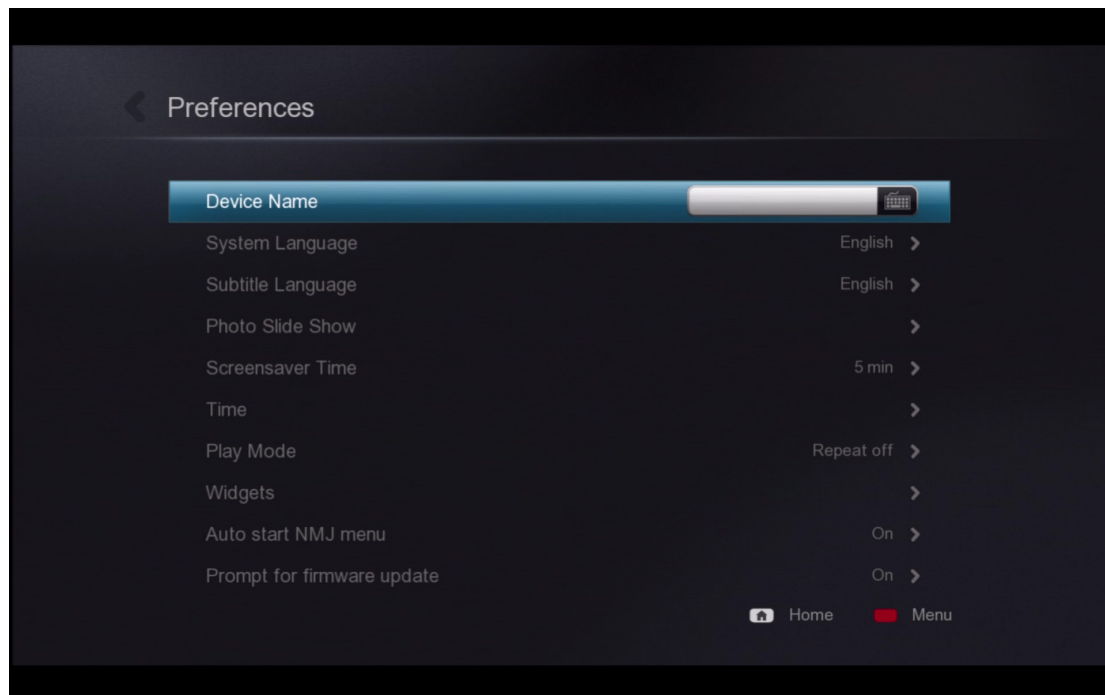 Preferences
Device Name
System Language English
Subtitle Language English
Photo Slide Show
Screensaver Time 5 min
Time
Play Mode Repeat off
Widgets
Auto start NMJ menu On
Prompt for firmware update On
Home Menu